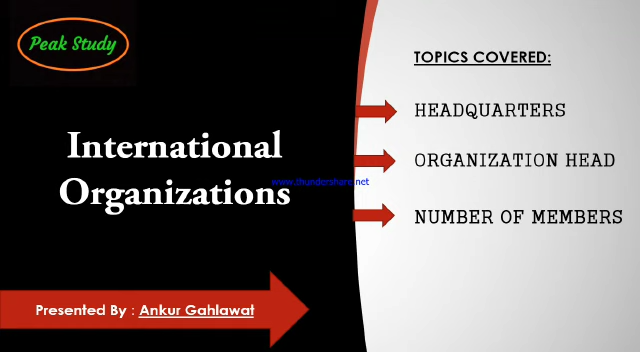 Peak Study
International
Organizations
www.thundershare.net
Presented By : Ankur Gahlawat
TOPICS COVERED:
HEADQUARTERS
ORGANIZATION HEAD
NUMBER OF MEMBERS